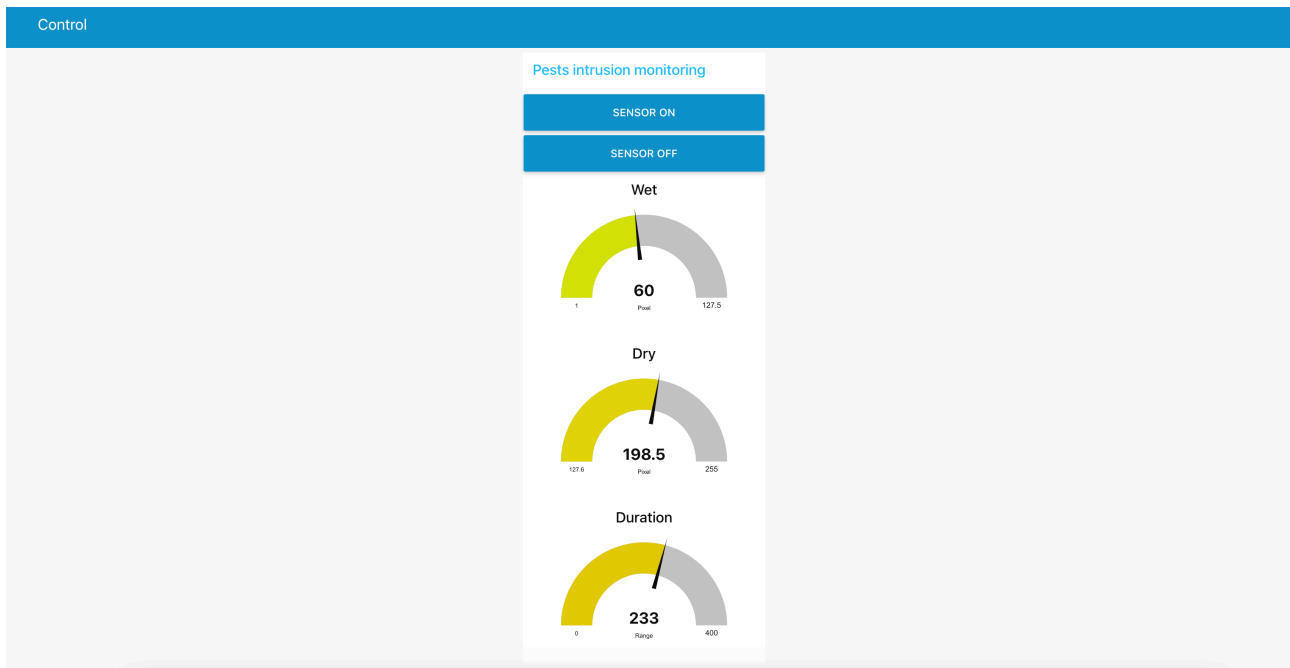 Control
Pests intrusion monitoring
SENSOR ON
SENSOR OFF
Wet
60
Pixel
1
127.5
Dry
198.5
Pixel
127.6
255
Duration
233
Range
0
400